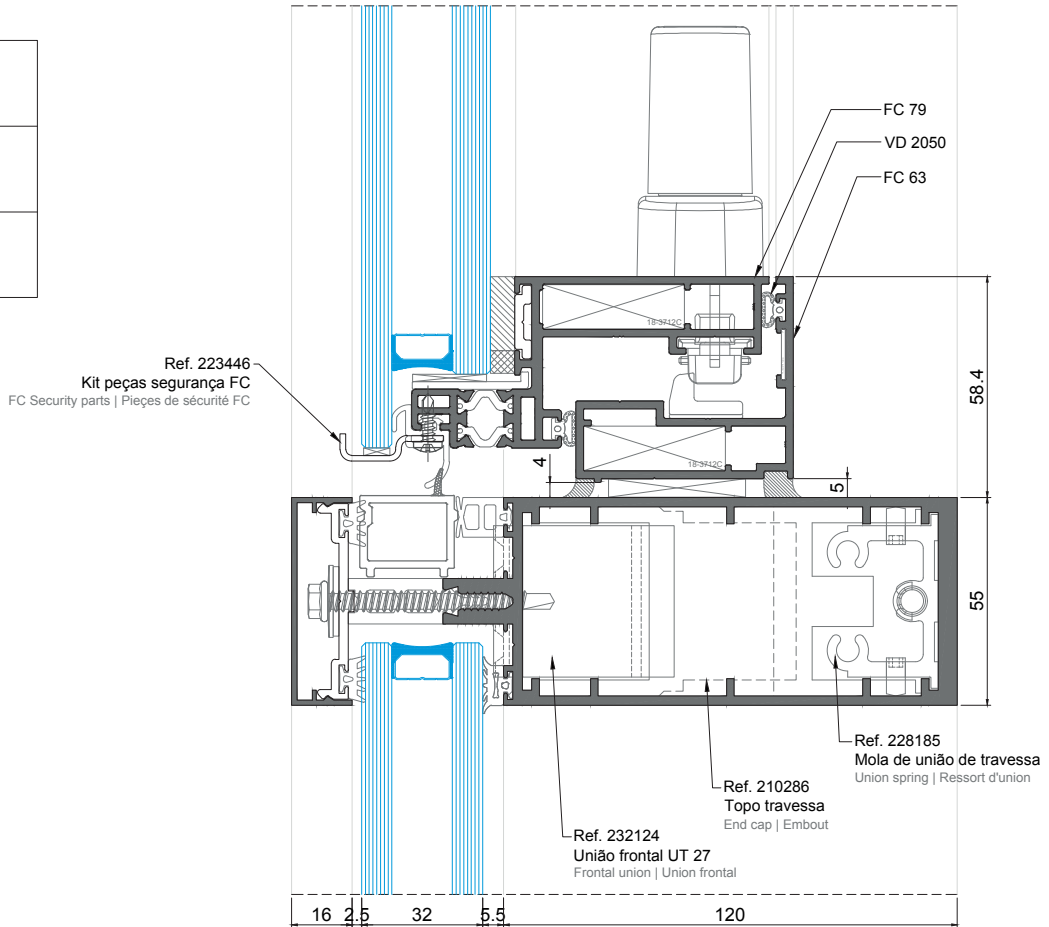 FC 79
VD 2050
FC 63
18-3712C
Ref. 223446
Kit peças segurança FC
FC Security parts | Pieçes de sécurité FC
58.4
18-3712C
4
5
55
Ref. 228185
Mola de união de travessa
Union spring | Ressort d'union
Ref. 210286
Topo travessa
End cap | Embout
Ref. 232124
União frontal UT 27
Frontal union | Union frontal
16 2.5 32 5.5 120